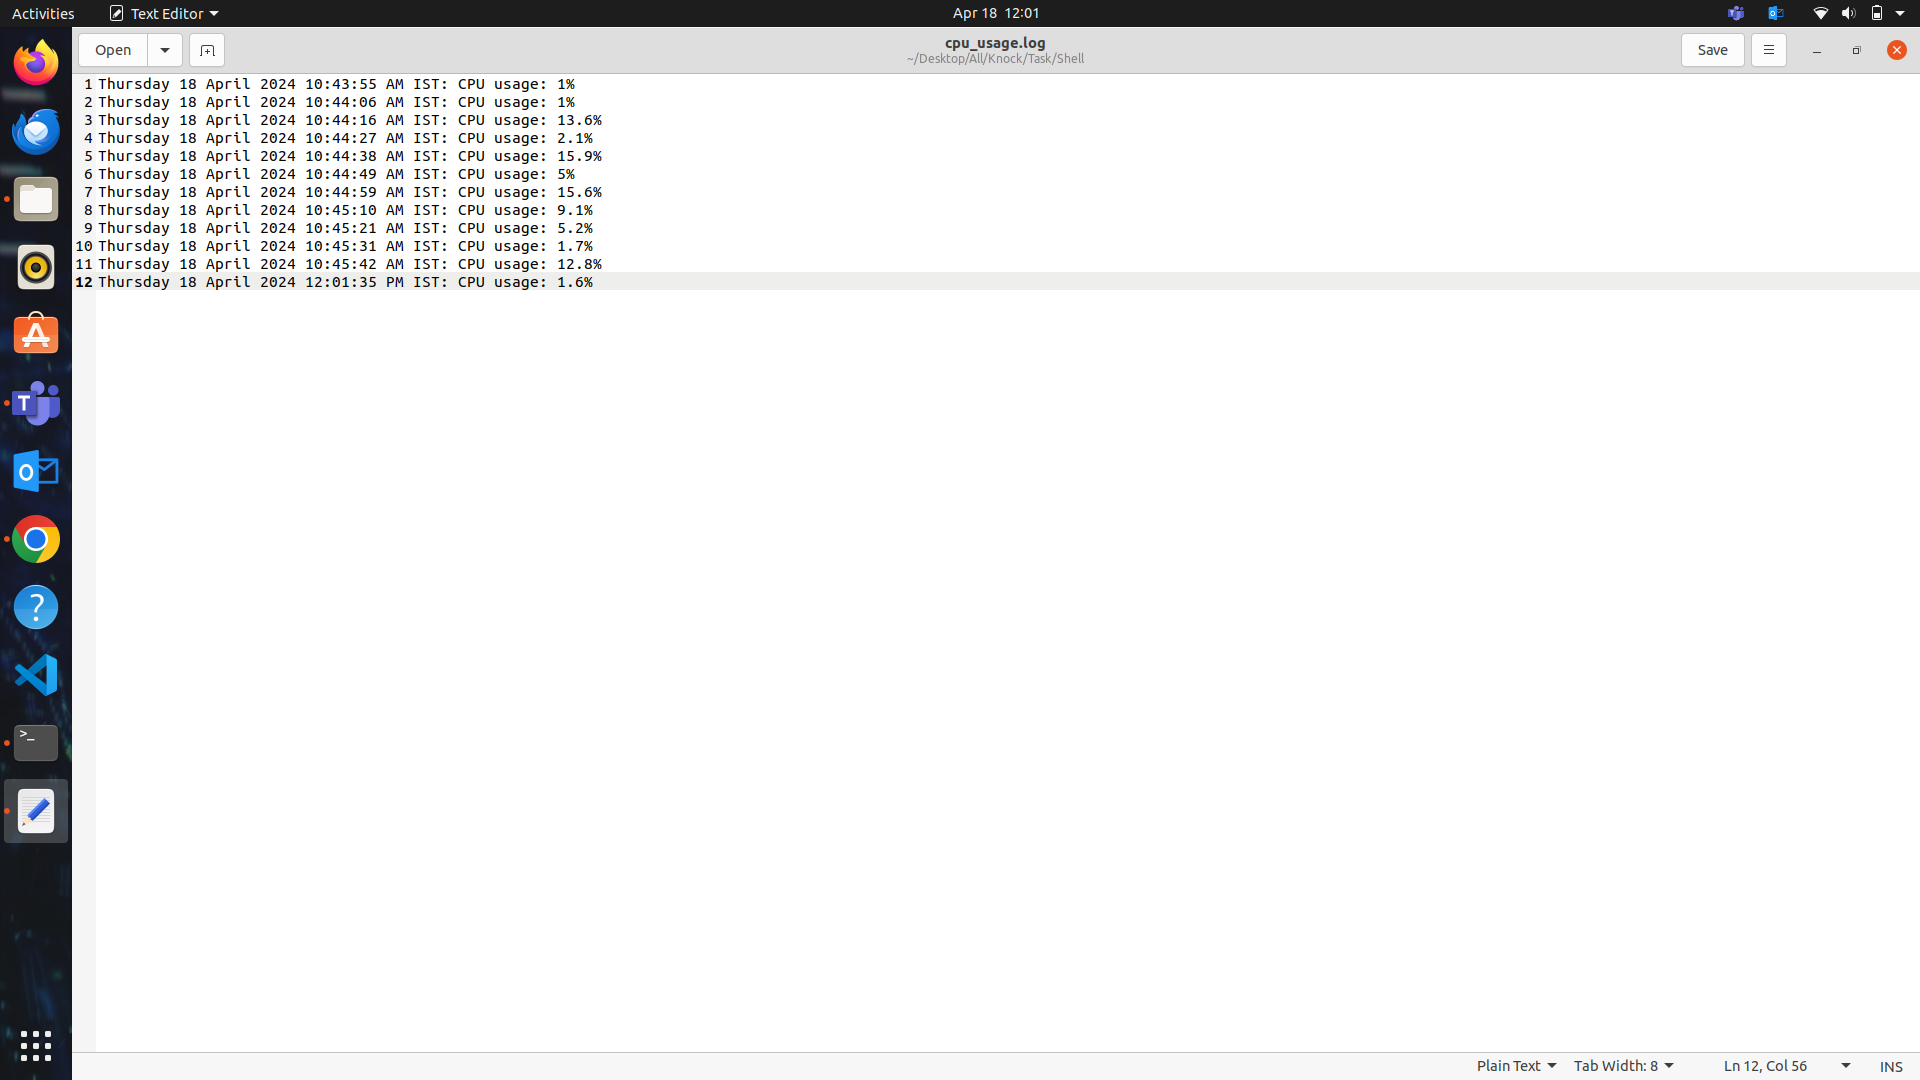 Activities Text Editor Apr 18 12:01
Open cpu_usage.log Save
~/Desktop/All/Knock/Task/Shell
1 Thursday 18 April 2024 10:43:55 AM IST: CPU usage: 1%
2 Thursday 18 April 2024 10:44:06 AM IST: CPU usage: 1%
3 Thursday 18 April 2024 10:44:16 AM IST: CPU usage: 13.6%
4 Thursday 18 April 2024 10:44:27 AM IST: CPU usage: 2.1%
5 Thursday 18 April 2024 10:44:38 AM IST: CPU usage: 15.9%
6 Thursday 18 April 2024 10:44:49 AM IST: CPU usage: 5%
7 Thursday 18 April 2024 10:44:59 AM IST: CPU usage: 15.6%
8 Thursday 18 April 2024 10:45:10 AM IST: CPU usage: 9.1%
9 Thursday 18 April 2024 10:45:21 AM IST: CPU usage: 5.2%
10 Thursday 18 April 2024 10:45:31 AM IST: CPU usage: 1.7%
11 Thursday 18 April 2024 10:45:42 AM IST: CPU usage: 12.8%
12 Thursday 18 April 2024 12:01:35 PM IST: CPU usage: 1.6%
Plain Text Tab Width: 8 Ln 12, Col 56 INS